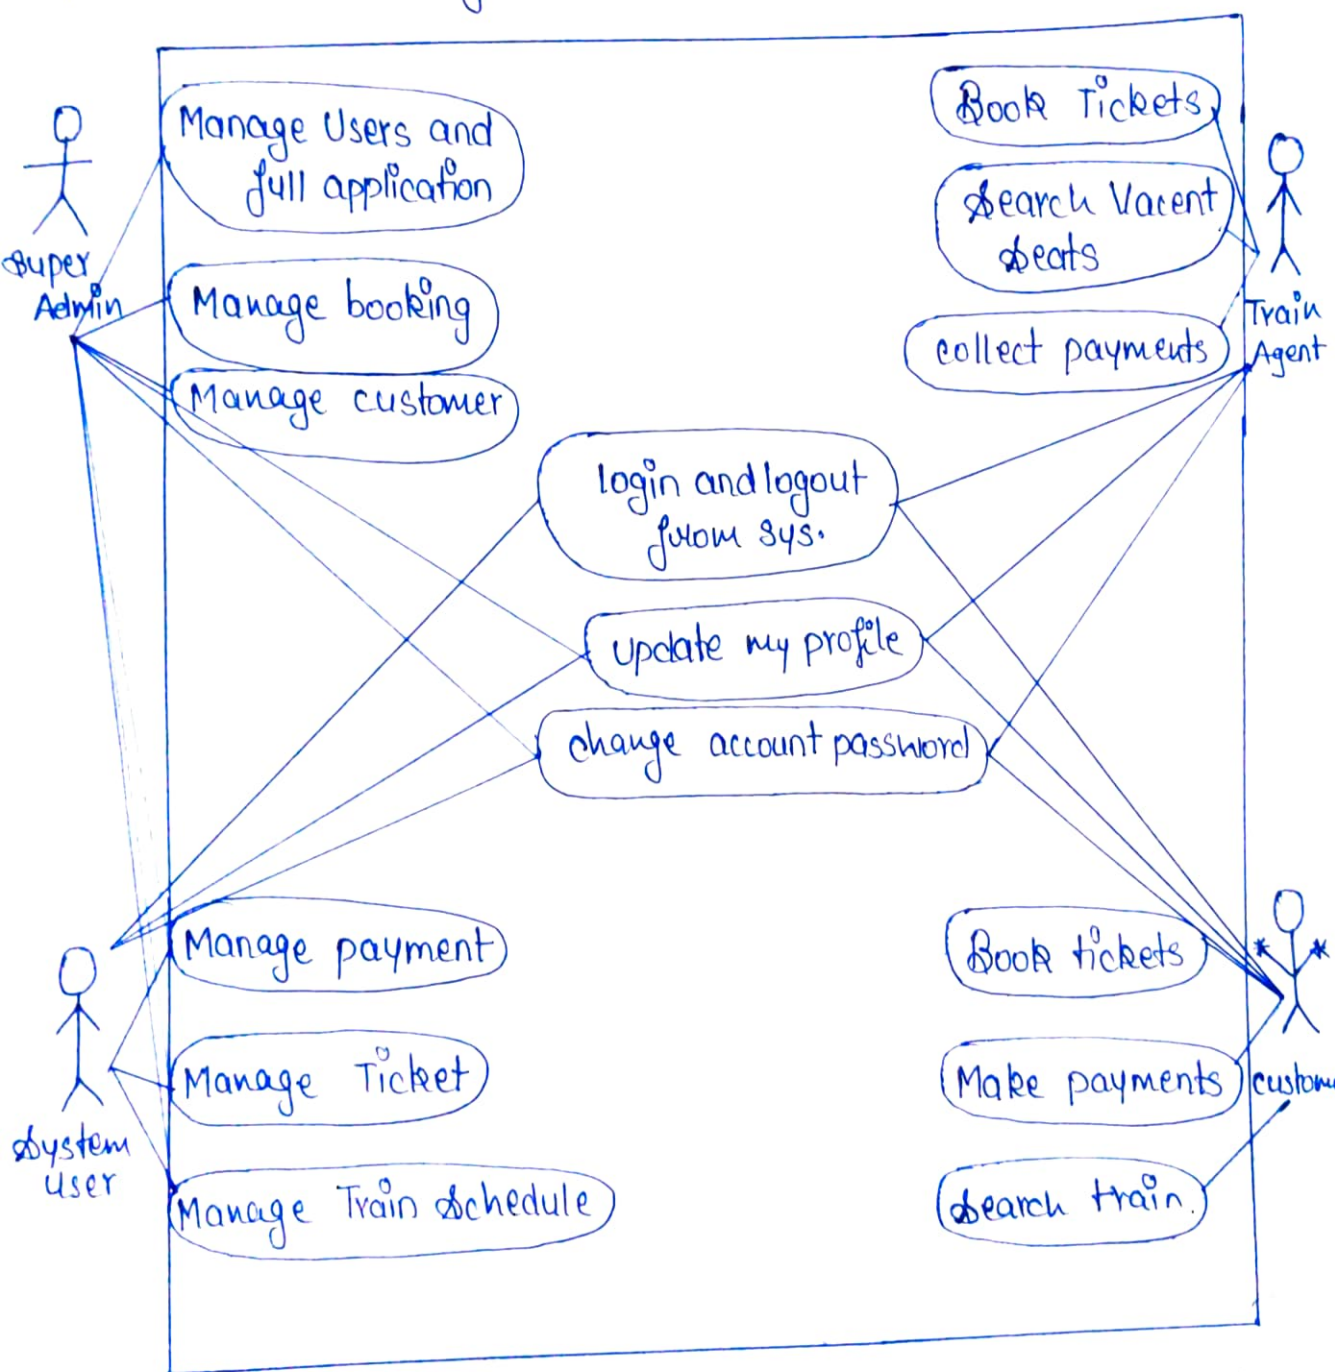 Super
Admin
Manage Users and
full application
Manage booking
Manage customer
Book Tickets
Search Vacent
Seats
collect payments
Train
Agent
login and logout
from sys.
update my profile
change account password
System
user
Manage payment
Manage Ticket
Manage Train Schedule
Book tickets
Make payments
Search train.
custom